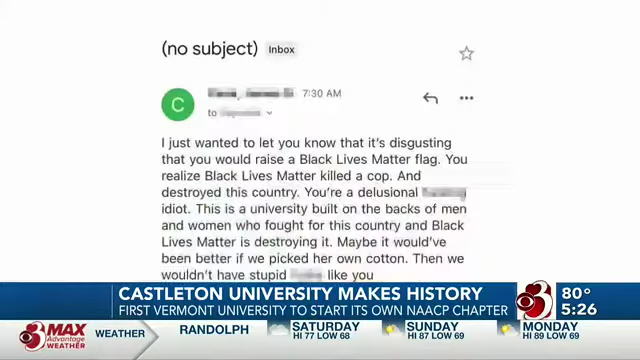 (no subject) Inbox
C
7:30 AM
to
I just wanted to let you know that it's disgusting
that you would raise a Black Lives Matter flag. You
realize Black Lives Matter killed a cop. And
destroyed this country. You're a delusional
idiot. This is a university built on the backs of men
and women who fought for this country and Black
Lives Matter is destroying it. Maybe it would've
been better if we picked her own cotton. Then we
wouldn't have stupid like you
CASTLETON UNIVERSITY MAKES HISTORY
FIRST VERMONT UNIVERSITY TO START ITS OWN NAACP CHAPTER
3
80°
5:26
3 MAX
Advantage
WEATHER
WEATHER
RANDOLPH
SATURDAY
HI 77 LOW 68
SUNDAY
HI 87 LOW 69
MONDAY
HI 89 LOW 69